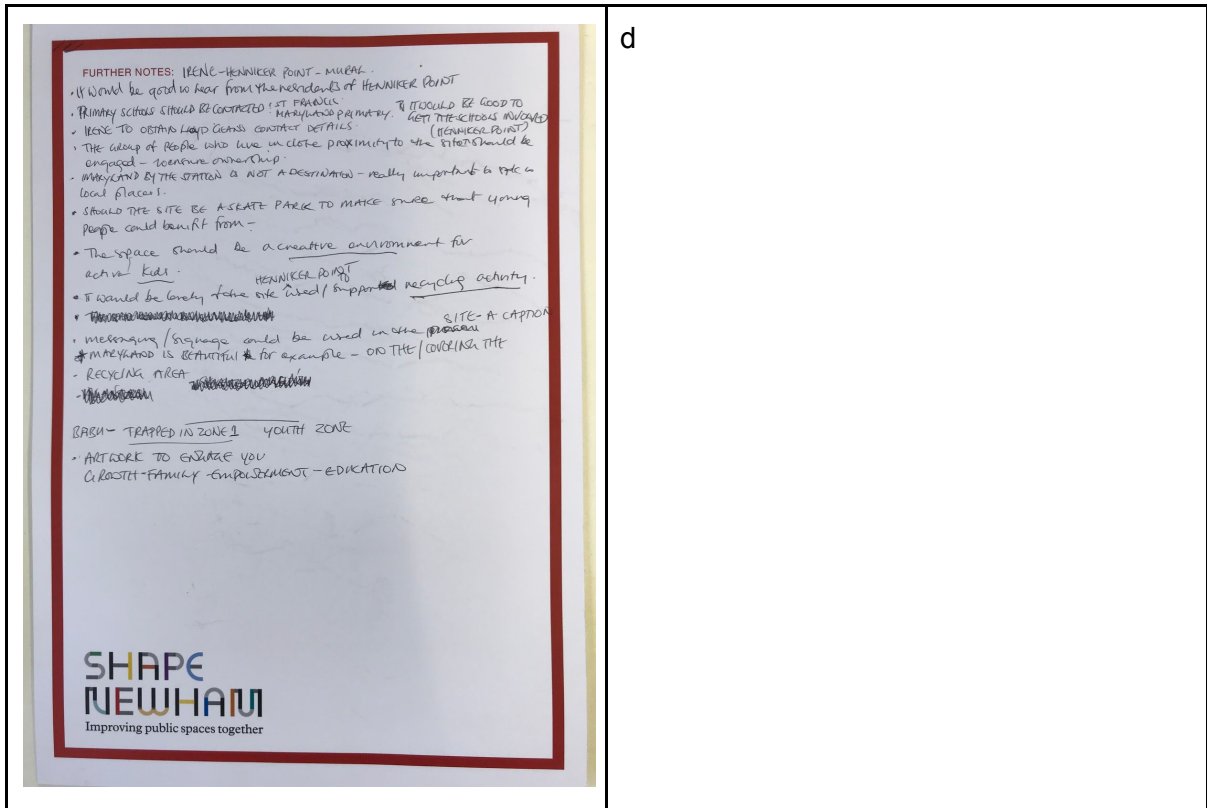 FURTHER NOTES: IRENE - HENNIKER POINT - MURAL.
• It would be good to hear from the residents of HENNIKER POINT
• PRIMARY SCHOOLS SHOULD BE CONTACTED: ST FRANCIS
MARYLAND PRIMARY.
IT WOULD BE GOOD TO
GET THE SCHOOLS INVOLVED
(HENNIKER POINT)
• IRENE TO OBTAIN LLOYD GEANS CONTACT DETAILS.
• THE GROUP OF PEOPLE WHO live in close proximity to the site should be
engaged - to ensure ownership.
• MARYLAND BY THE STATION IS NOT A DESTINATION - really important to in
local places.
• SHOULD THE SITE BE A SKATE PARK TO MAKE sure that young
people could benefit from -
• The space should be a creative environment for
active kids.
HENNIKER POINT
• It would be lovely the site used / recycling activity.
SITE - A CAPTION
• messaging / signage could be used in the
MARYLAND IS BEAUTIFUL for example - ON THE / COVERING THE
- RECYCLING AREA
BABU - TRAPPED IN ZONE 1 YOUTH ZONE
• ARTWORK TO ENGAGE YOU
GROWTH - FAMILY - EMPOWERMENT - EDUCATION
SHAPE
NEWHAM
Improving public spaces together
d